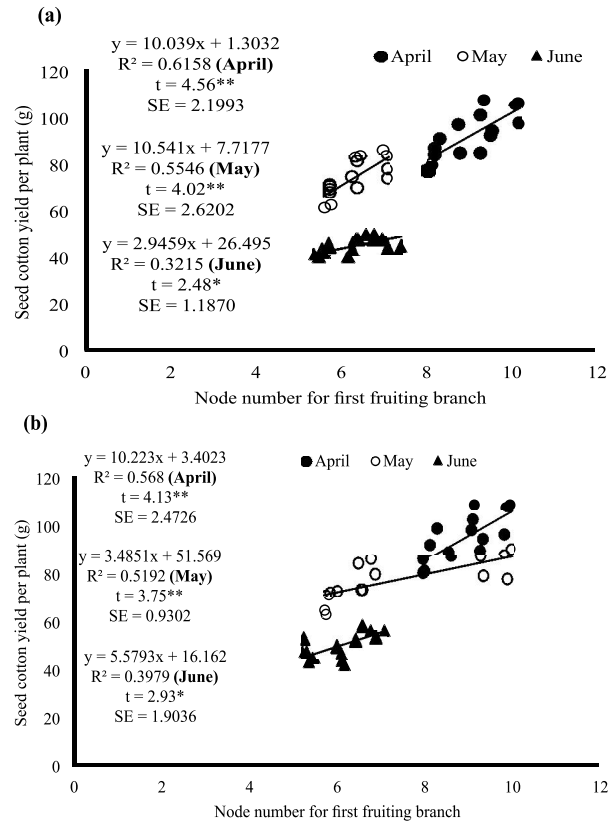 (a)
y = 10.039x + 1.3032
R² = 0.6158 (April)
t = 4.56**
SE = 2.1993
y = 10.541x + 7.7177
R² = 0.5546 (May)
t = 4.02**
SE = 2.6202
y = 2.9459x + 26.495
R² = 0.3215 (June)
t = 2.48*
SE = 1.1870
April May June
Seed cotton yield per plant (g)
120
100
80
60
40
20
0
0 2 4 6 8 10 12
Node number for first fruiting branch
(b)
y = 10.223x + 3.4023
R² = 0.568 (April)
t = 4.13**
SE = 2.4726
y = 3.4851x + 51.569
R² = 0.5192 (May)
t = 3.75**
SE = 0.9302
y = 5.5793x + 16.162
R² = 0.3979 (June)
t = 2.93*
SE = 1.9036
April May June
Seed cotton yield per plant (g)
120
100
80
60
40
20
0
0 2 4 6 8 10 12
Node number for first fruiting branch